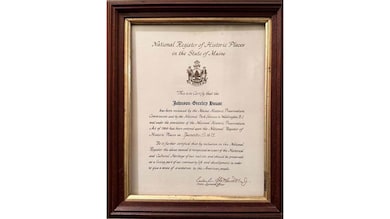 National Register of Historic Places
in the State of Maine
This is to Certify that the
Johnson Greeley House
has been reviewed by the Maine Historic Preservation
Commission and by the National Park Service in Washington D.C.
and under the provisions of the National Historic Preservation
Act of 1966 has been entered upon the National Register of
Historic Places in
It is further certified that by inclusion in the National
Register the above named is recognized as part of the Historical
and Cultural Heritage of our nation and should be preserved as
a living part of our community life and development in order
to give a sense of orientation to the American people.